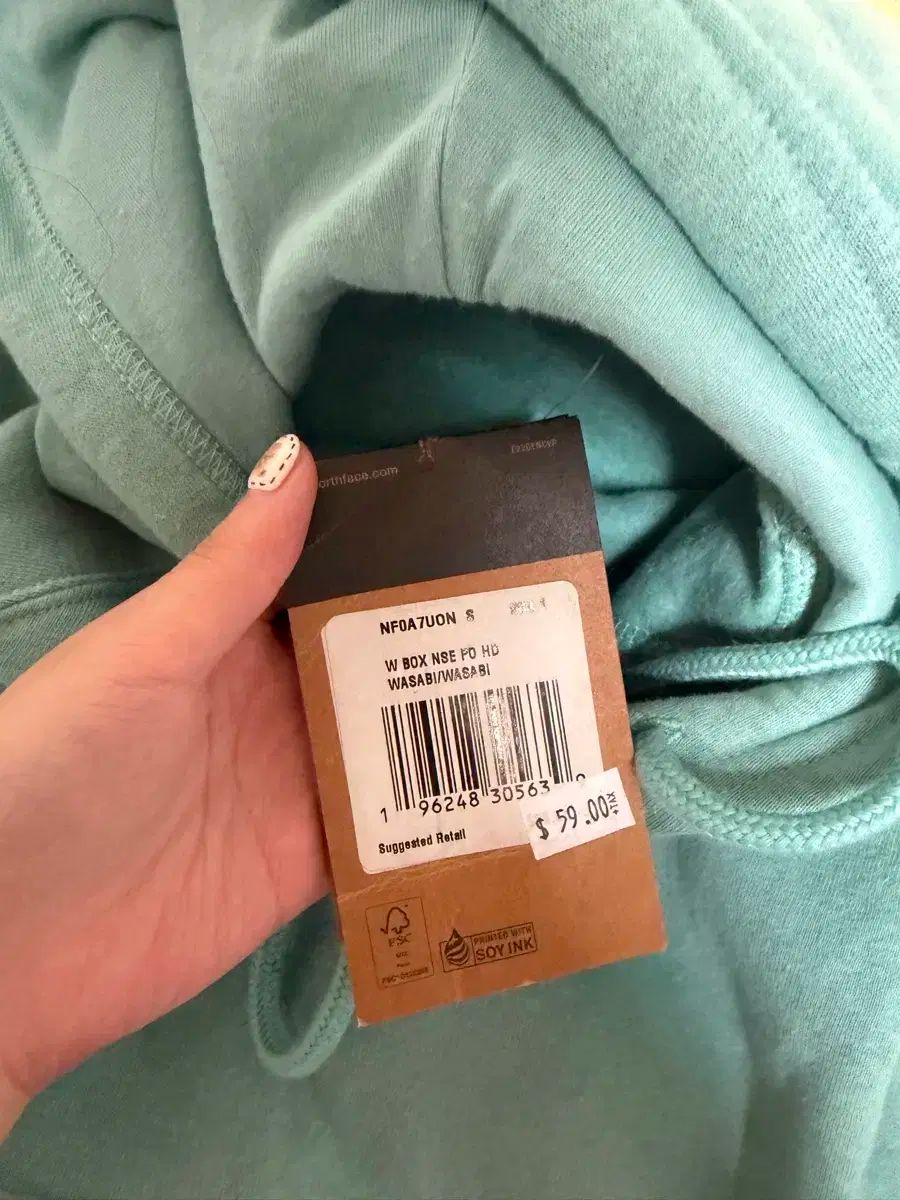 orthface.com
NF0A7UON S
W BOX NSE PO HD
WASABI/WASABI
1 96248 30563
$ 59.00
Suggested Retail
FSC
PRINTED WITH
SOY INK